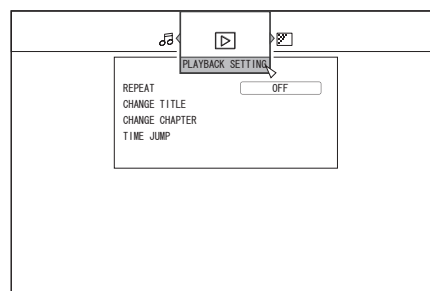 PLAYBACK SETTING
REPEAT OFF
CHANGE TITLE
CHANGE CHAPTER
TIME JUMP